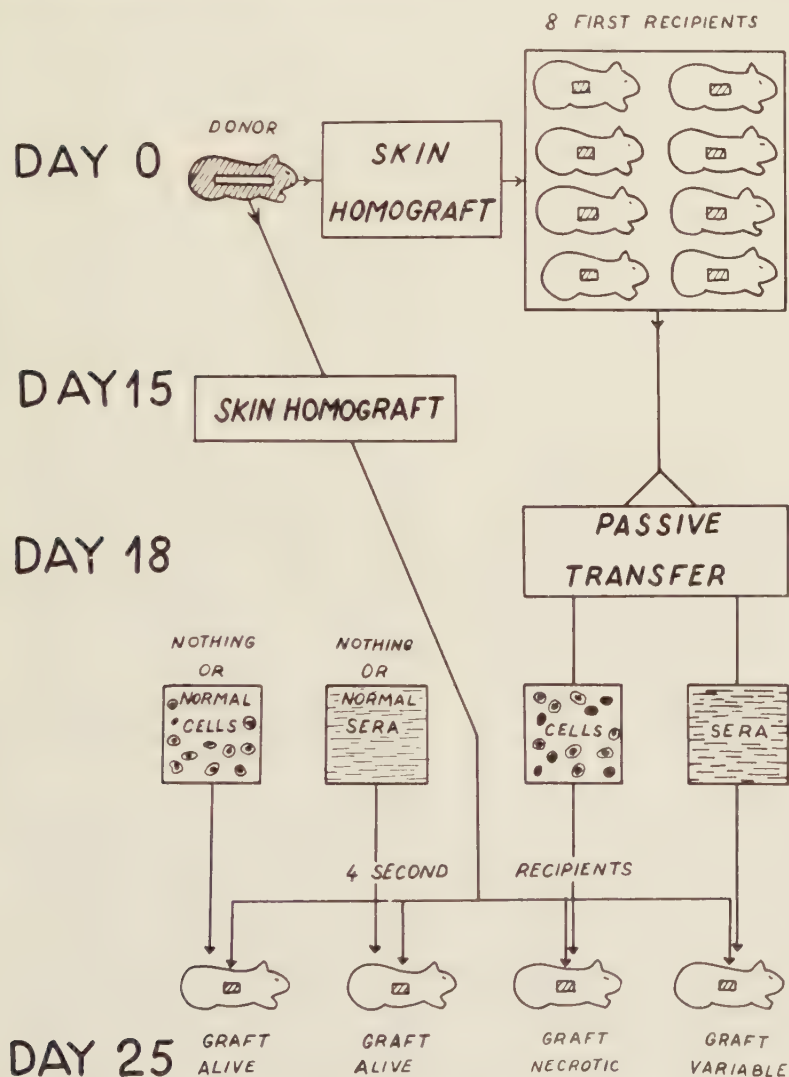 8 FIRST RECIPIENTS
DONOR
DAY 0
SKIN
HOMOGRAFT
DAY 15
SKIN HOMOGRAFT
DAY 18
PASSIVE
TRANSFER
NOTHING
OR
NORMAL
CELLS
NOTHING
OR
NORMAL
SERA
CELLS
SERA
4 SECOND RECIPIENTS
GRAFT
ALIVE
GRAFT
ALIVE
GRAFT
NECROTIC
GRAFT
VARIABLE
DAY 25